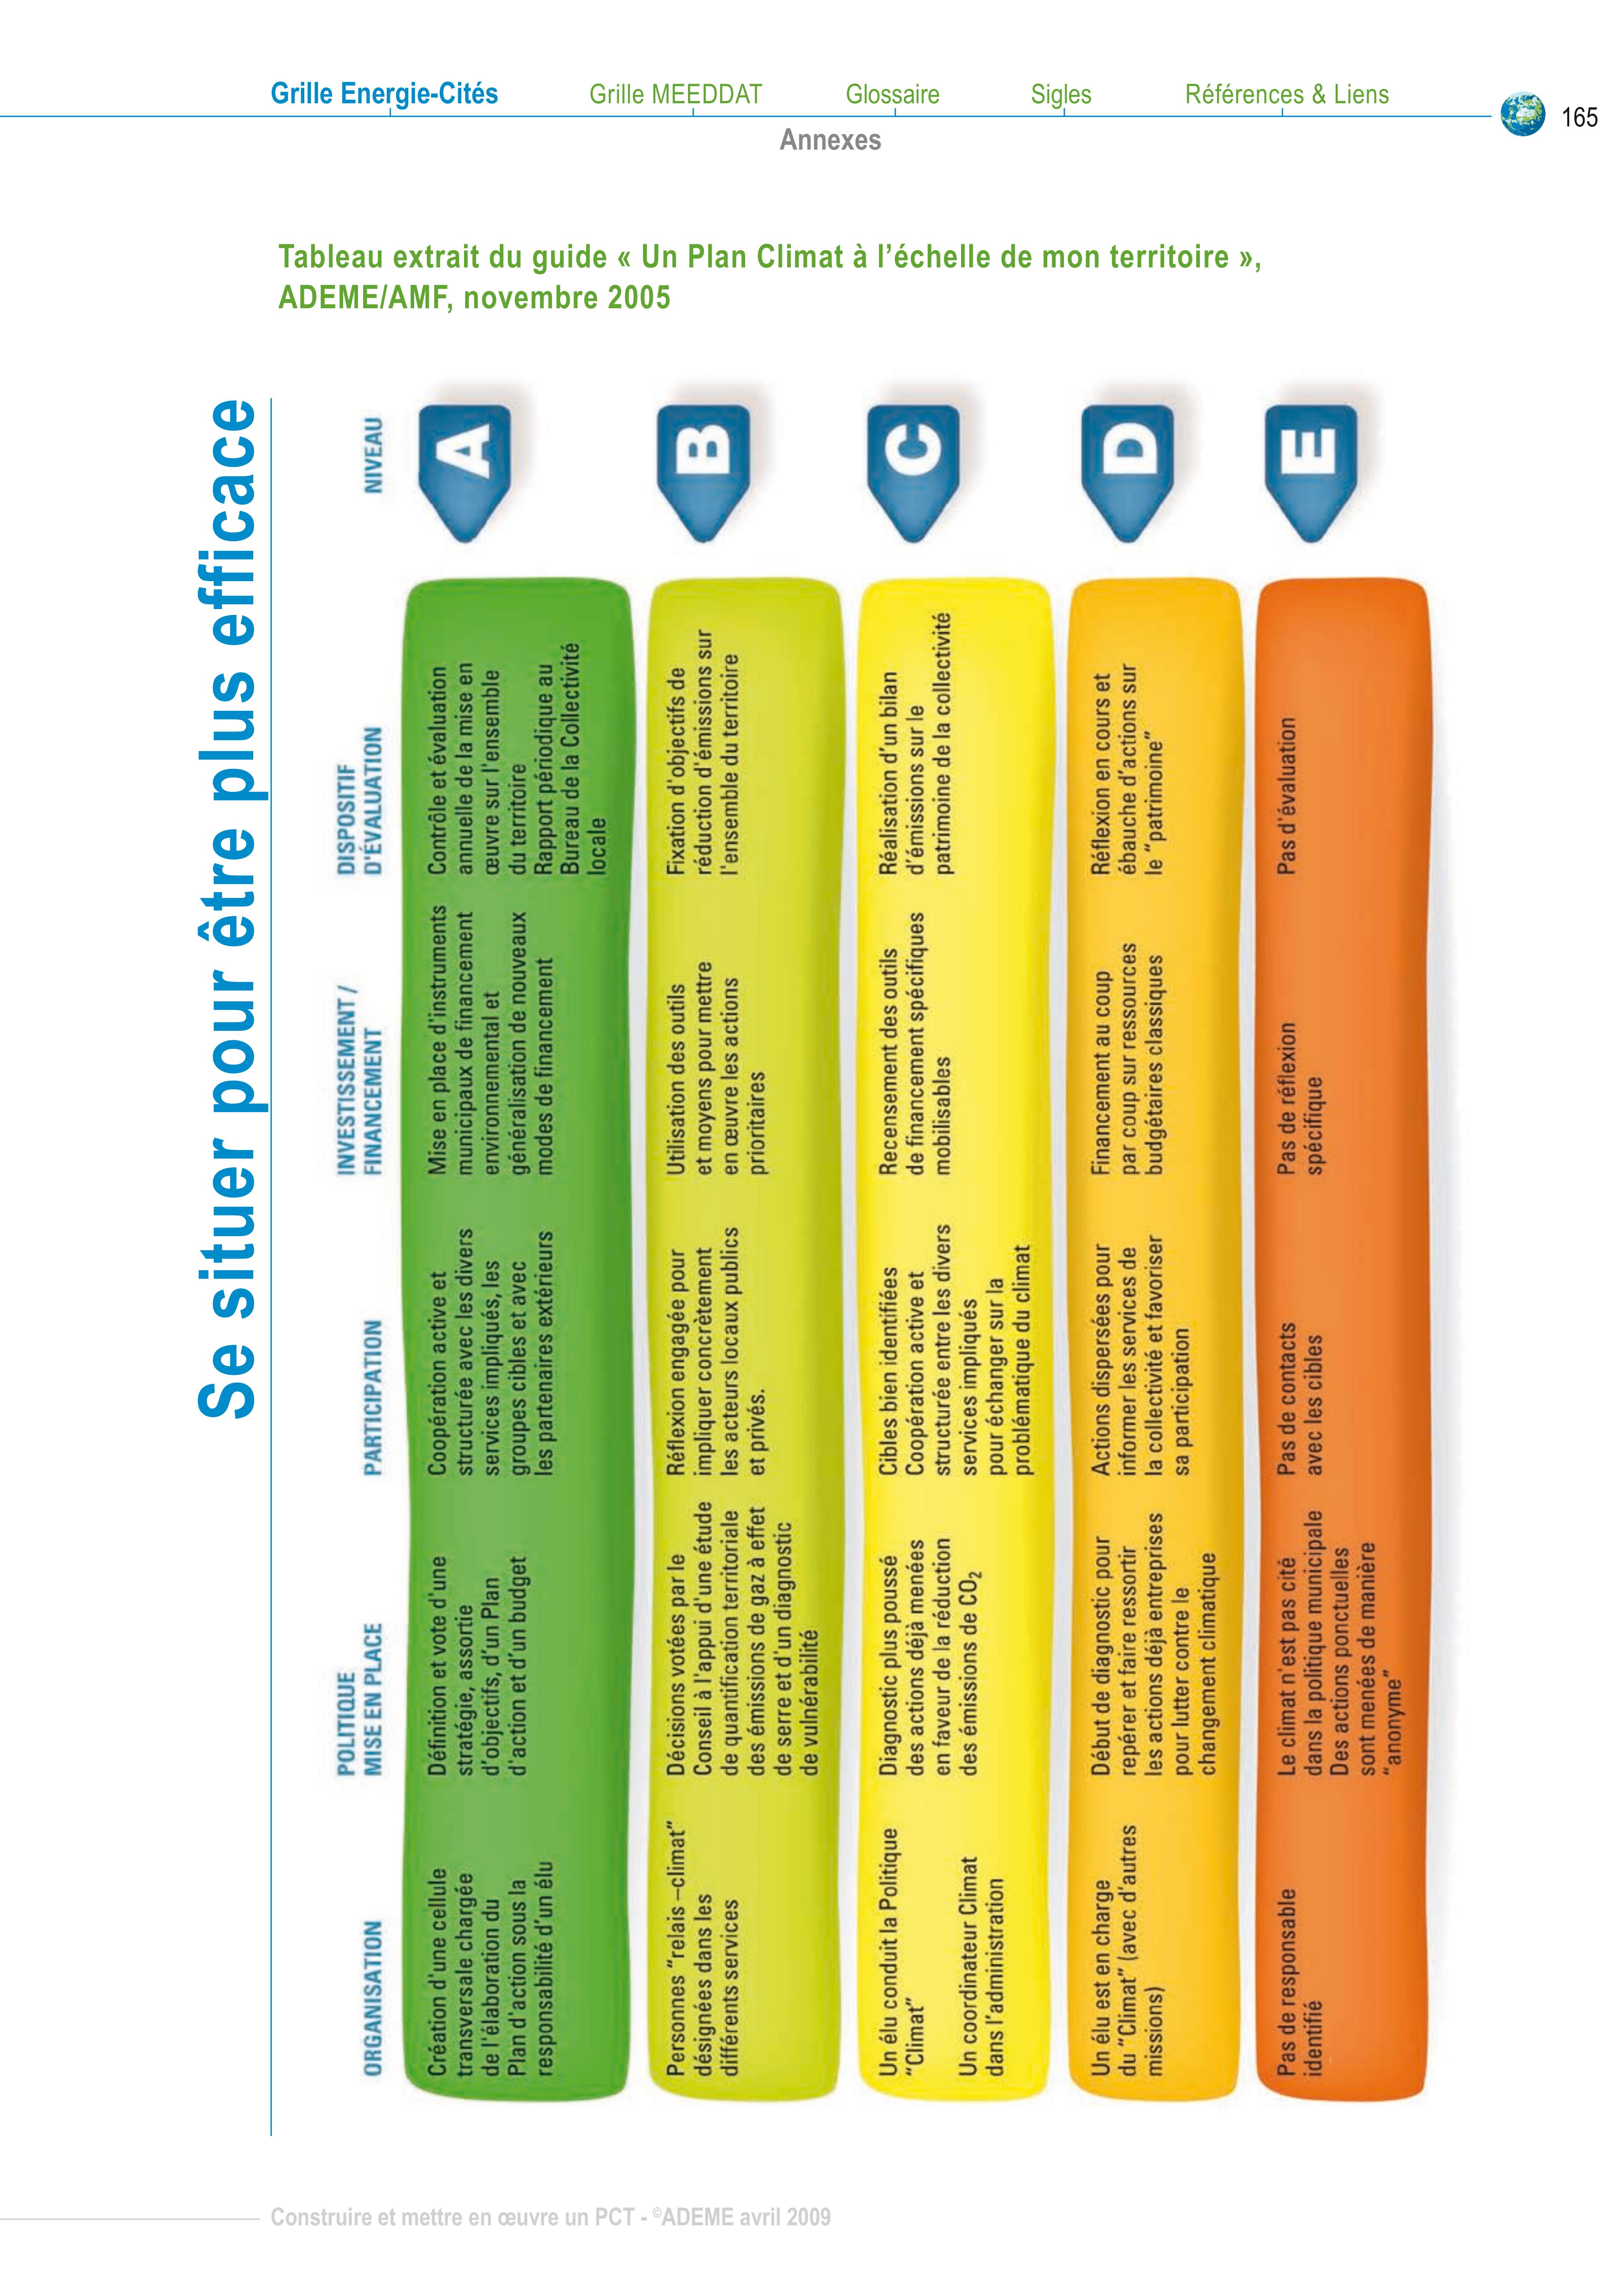 Grille Energie-Cités Grille MEEDDAT Glossaire Sigles Références & Liens
165
Annexes
Tableau extrait du guide « Un Plan Climat à l'échelle de mon territoire »,
ADEME/AMF, novembre 2005
Se situer pour être plus efficace
ORGANISATION
POLITIQUE
MISE EN PLACE
PARTICIPATION
INVESTISSEMENT /
FINANCEMENT
DISPOSITIF
D'ÉVALUATION
NIVEAU
Création d'une cellule
transversale chargée
de l'élaboration du
Plan d'action sous la
responsabilité d'un élu
Définition et vote d'une
stratégie, assortie
d'objectifs, d'un Plan
d'action et d'un budget
Coopération active et
structurée avec les divers
services impliqués, les
groupes cibles et avec
les partenaires extérieurs
Mise en place d'instruments
municipaux de financement
environnemental et
généralisation de nouveaux
modes de financement
Contrôle et évaluation
annuelle de la mise en
œuvre sur l'ensemble
du territoire
Rapport périodique au
Bureau de la Collectivité
locale
A
Personnes "relais –climat"
désignées dans les
différents services
Décisions votées par le
Conseil à l'appui d'une étude
de quantification territoriale
des émissions de gaz à effet
de serre et d'un diagnostic
de vulnérabilité
Réflexion engagée pour
impliquer concrètement
les acteurs locaux publics
et privés.
Utilisation des outils
et moyens pour mettre
en œuvre les actions
prioritaires
Fixation d'objectifs de
réduction d'émissions sur
l'ensemble du territoire
B
Un élu conduit la Politique
"Climat"
Un coordinateur Climat
dans l'administration
Diagnostic plus poussé
des actions déjà menées
en faveur de la réduction
des émissions de CO₂
Cibles bien identifiées
Coopération active et
structurée entre les divers
services impliqués
pour échanger sur la
problématique du climat
Recensement des outils
de financement spécifiques
mobilisables
Réalisation d'un bilan
d'émissions sur le
patrimoine de la collectivité
C
Un élu est en charge
du "Climat" (avec d'autres
missions)
Début de diagnostic pour
repérer et faire ressortir
les actions déjà entreprises
pour lutter contre le
changement climatique
Actions dispersées pour
informer les services de
la collectivité et favoriser
sa participation
Financement au coup
par coup sur ressources
budgétaires classiques
Réflexion en cours et
ébauche d'actions sur
le "patrimoine"
D
Pas de responsable
identifié
Le climat n'est pas cité
dans la politique municipale
Des actions ponctuelles
sont menées de manière
"anonyme"
Pas de contacts
avec les cibles
Pas de réflexion
spécifique
Pas d'évaluation
E
Construire et mettre en œuvre un PCT - ©ADEME avril 2009